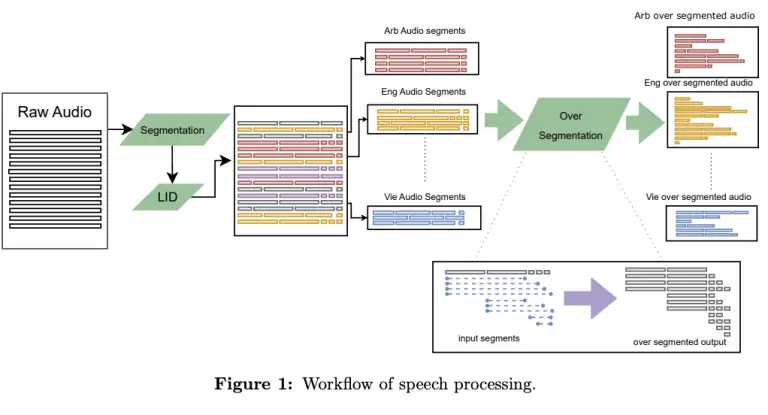 Raw Audio
Segmentation
LID
Arb Audio segments
Eng Audio Segments
Vie Audio Segments
Over
Segmentation
Arb over segmented audio
Eng over segmented audio
Vie over segmented audio
input segments
over segmented output
Figure 1: Workflow of speech processing.